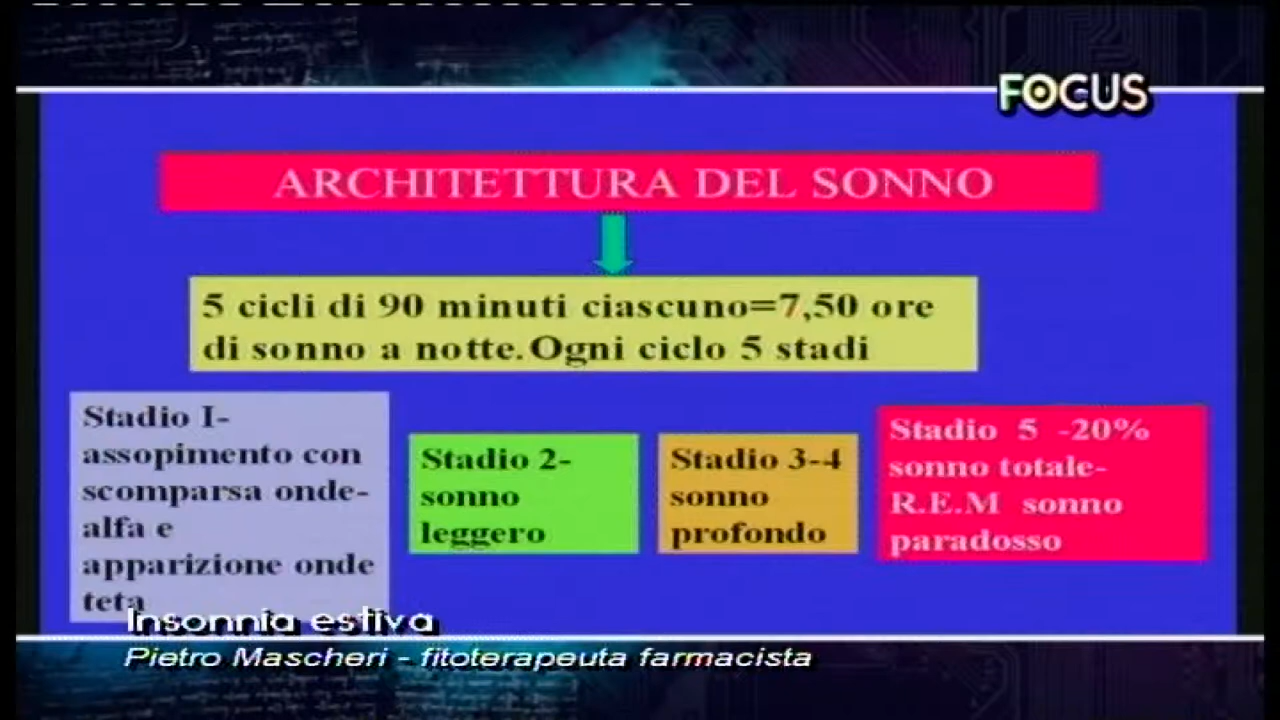 FOCUS
ARCHITETTURA DEL SONNO
5 cicli di 90 minuti ciascuno=7,50 ore
di sonno a notte.Ogni ciclo 5 stadi
Stadio I-
assopimento con
scomparsa onde-
alfa e
apparizione onde
teta
Stadio 2-
sonno
leggero
Stadio 3-4
sonno
profondo
Stadio 5 -20%
sonno totale-
R.E.M sonno
paradosso
Insonnia estiva
Pietro Mascheri - fitoterapeuta farmacista